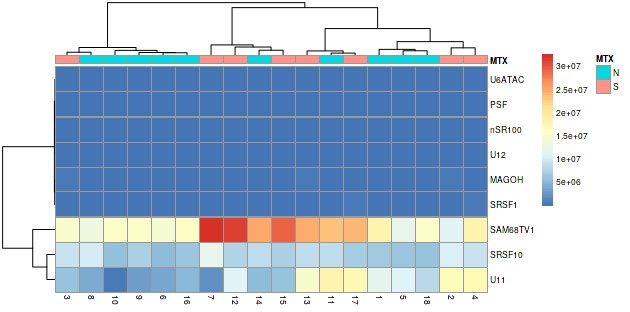 MTX
U6ATAC
PSF
nSR100
U12
MAGOH
SRSF1
SAM68TV1
SRSF10
U11
3 8 10 9 6 16 7 12 14 15 13 11 17 1 5 18 2 4
3e+07
2.5e+07
2e+07
1.5e+07
1e+07
5e+06
MTX
N
S